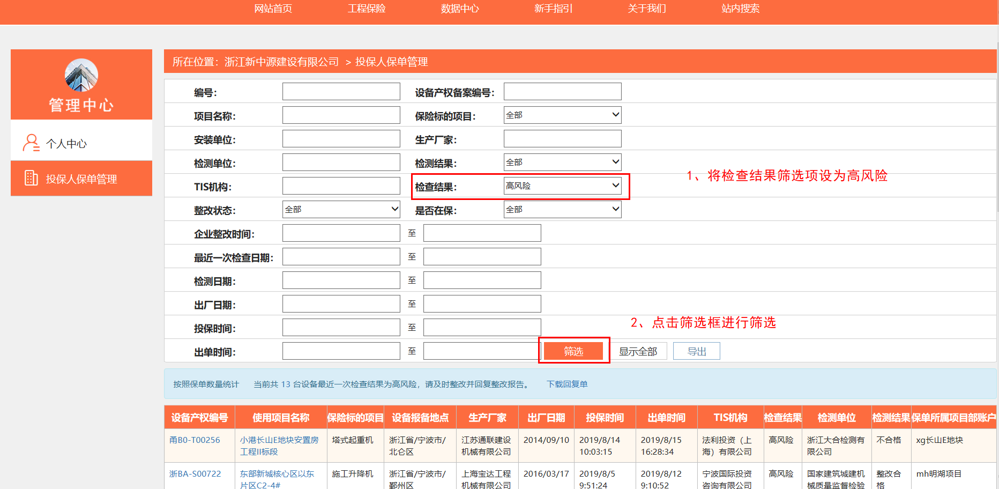 网站首页 工程保险 数据中心 新手指引 关于我们 站内搜索
管理中心
个人中心
投保人保单管理
所在位置：浙江新中源建设有限公司 > 投保人保单管理
编号： 设备产权备案编号：
项目名称： 保险标的项目： 全部
安装单位： 生产厂家：
检测单位： 检测结果： 全部
1、将检查结果筛选项设为高风险
TIS机构： 检查结果： 高风险
整改状态： 全部 是否在保： 全部
企业整改时间： 至
最近一次检查日期： 至
检测日期： 至
出厂日期： 至
2、点击筛选框进行筛选
投保时间： 至
出单时间： 至 筛选 显示全部 导出
按照保单数量统计 当前共 13 台设备最近一次检查结果为高风险，请及时整改并回复整改报告。 下载回复单
设备产权编号 使用项目名称 保险标的项目 设备报备地点 生产厂家 出厂日期 投保时间 出单时间 TIS机构 检查结果 检测单位 检测结果 保单所属项目部账户
甬B0-T00256 小港长山E地块安置房 塔式起重机 浙江省/宁波市/ 江苏通联建设 2014/09/10 2019/8/14 2019/8/15 法利投资（上 高风险 浙江大合检测有 不合格 xg长山E地块
工程II标段 北仑区 机械有限公司 10:03:15 16:28:34 海）有限公司 限公司
浙BA-S00722 东部新城核心区以东 施工升降机 浙江省/宁波市/ 上海宝达工程 2016/03/17 2019/8/5 2019/8/12 宁波国际投资 高风险 国家建筑城建机 整改合 mh明湖项目
片区C2-4# 鄞州区 机械有限公司 9:51:24 9:10:52 咨询有限公司 械质量监督检验 格